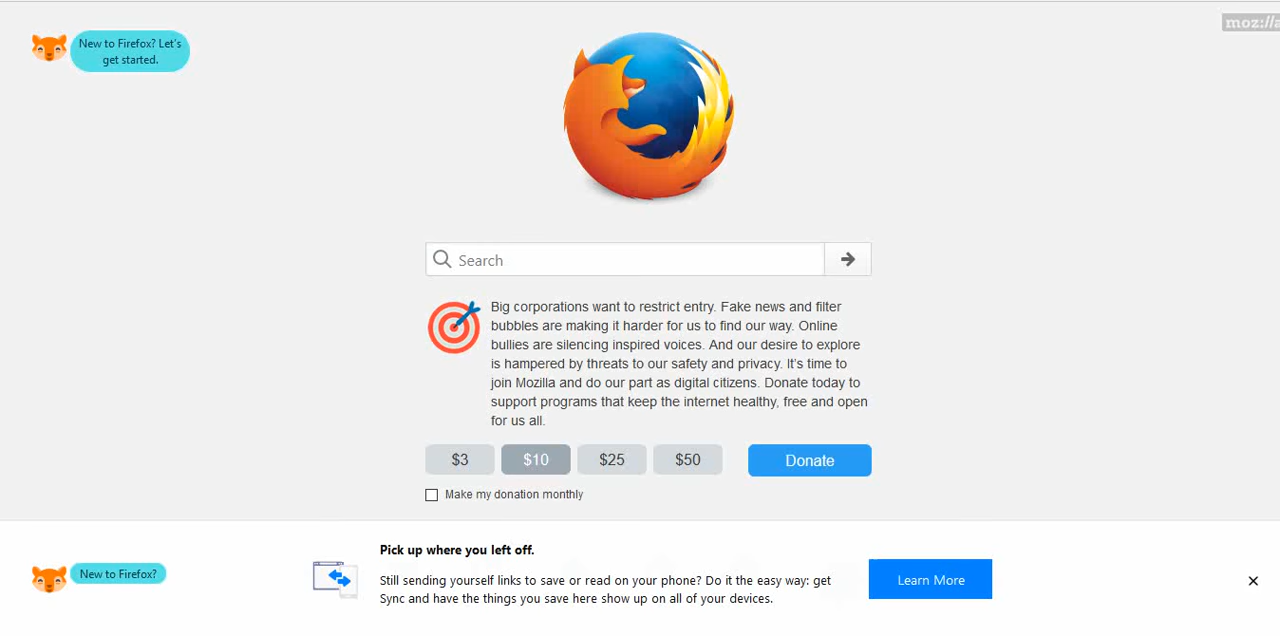 moz://a
New to Firefox? Let's
get started.
Search
Big corporations want to restrict entry. Fake news and filter
bubbles are making it harder for us to find our way. Online
bullies are silencing inspired voices. And our desire to explore
is hampered by threats to our safety and privacy. It's time to
join Mozilla and do our part as digital citizens. Donate today to
support programs that keep the internet healthy, free and open
for us all.
$3 $10 $25 $50 Donate
Make my donation monthly
Pick up where you left off.
New to Firefox?
Still sending yourself links to save or read on your phone? Do it the easy way: get
Sync and have the things you save here show up on all of your devices.
Learn More